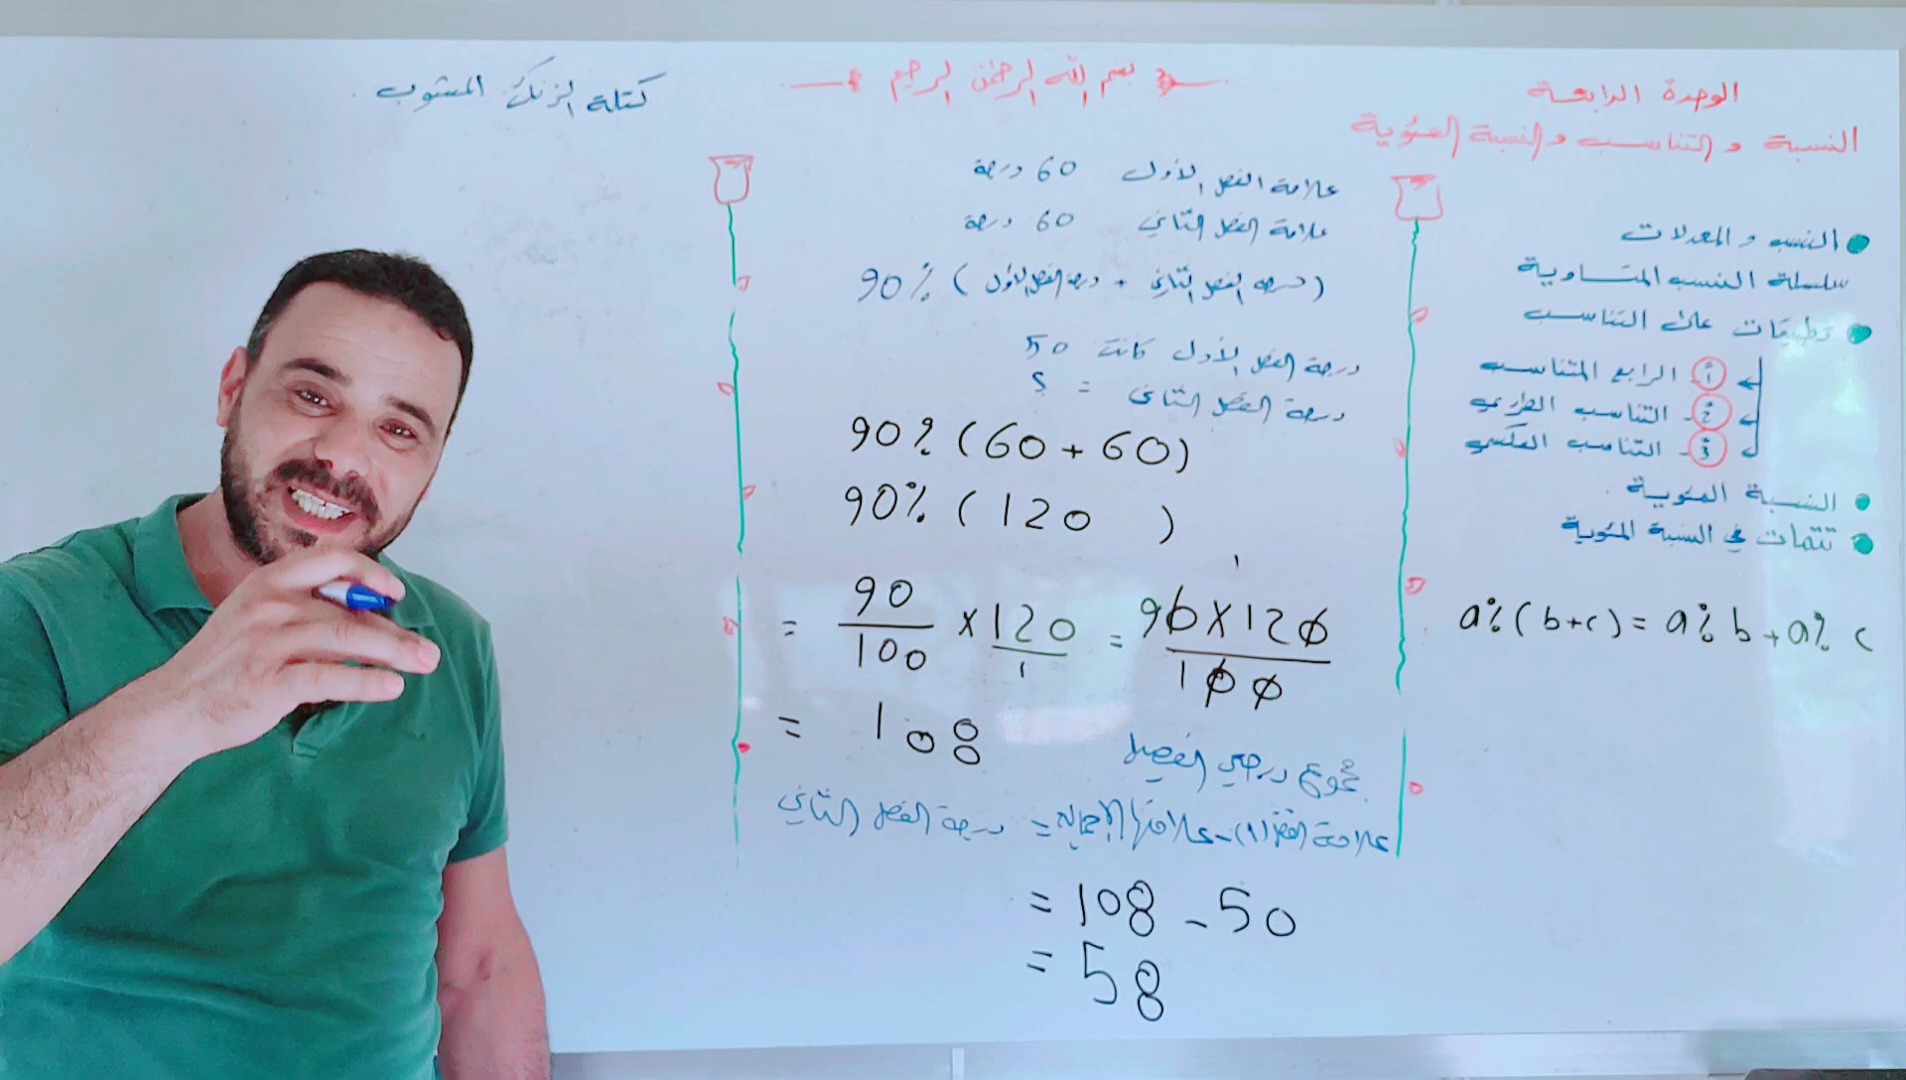 بسم الله الرحمن الرحيم
الوحدة الرابعة
النسبة و التناسب و النسبة المئوية
النسب و المعدلات
سلسلة النسب المتساوية
تطبيقات على التناسب
1 الرابع المتناسب
2 التناسب الطردي
3 التناسب العكسي
النسبة المئوية
تتمات في النسبة المئوية
a%(b+c) = a% b + a% c
علامة الفصل الأول 60 درجة
علامة الفصل الثاني 60 درجة
90% (درجة الفصل الثاني + درجة الفصل الأول)
درجة الفصل الأول كانت 50
درجة الفصل الثاني = ؟
90% (60 + 60)
90% (120)
= 90/100 × 120/1 = 90×120/100
= 108
مجموع درجتي الفصل
علامة الفصل (1) - علامة الإجمالية = درجة الفصل الثاني
= 108 - 50
= 58
كتلة الزنك المشوب